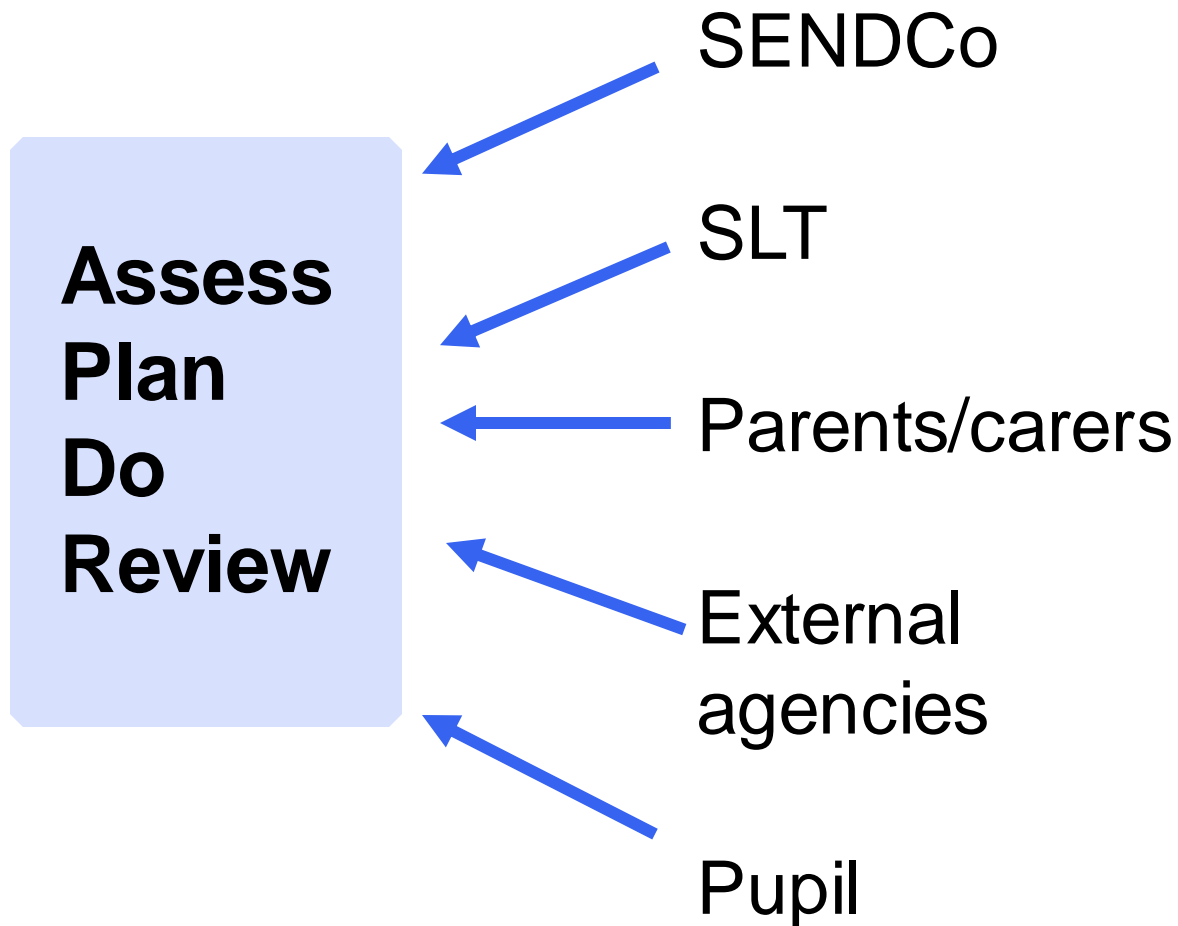 SENDCo
SLT
Assess
Plan
Do
Review
Parents/carers
External
agencies
Pupil